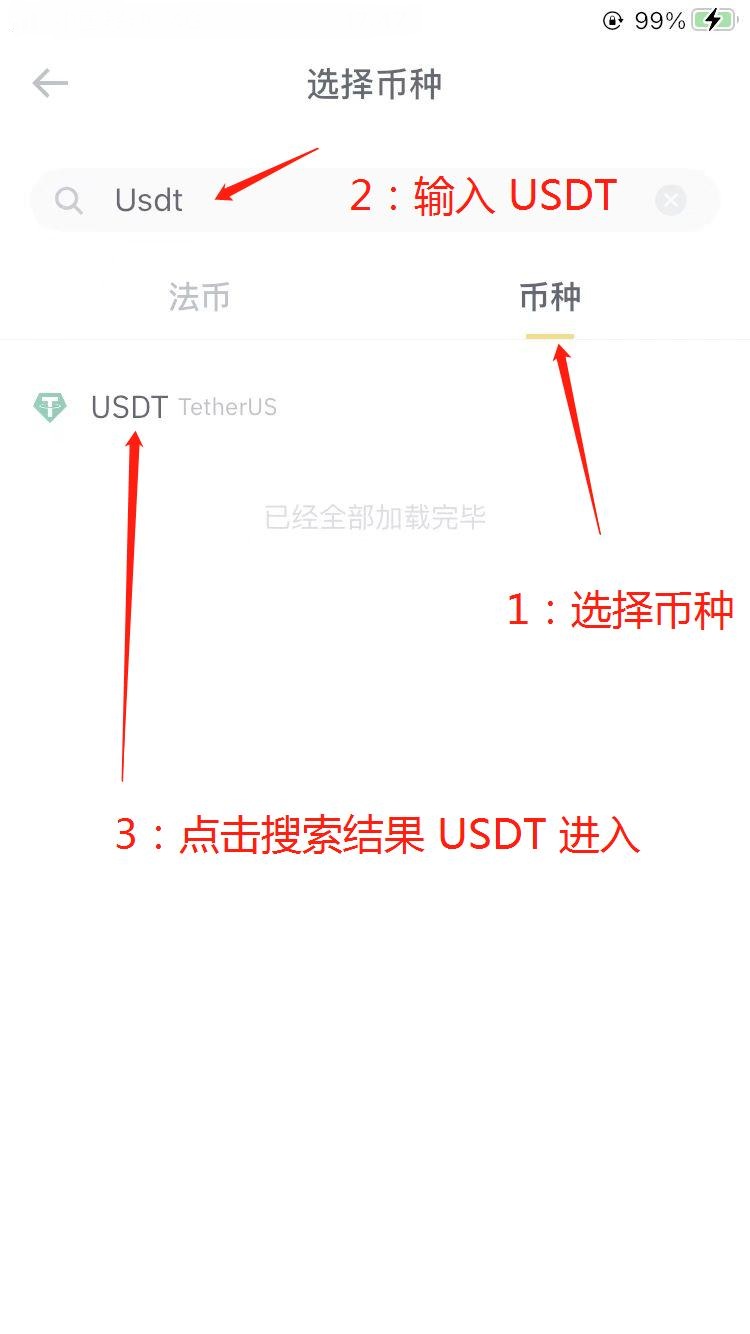 99%
选择币种
Usdt
2：输入 USDT
法币 币种
USDT TetherUS
已经全部加载完毕
1：选择币种
3：点击搜索结果 USDT 进入